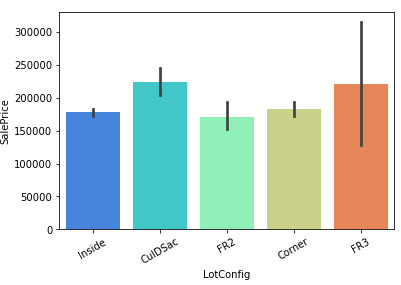 300000
250000
200000
150000
100000
50000
0
SalePrice
Inside
CulDSac
FR2
Corner
FR3
LotConfig